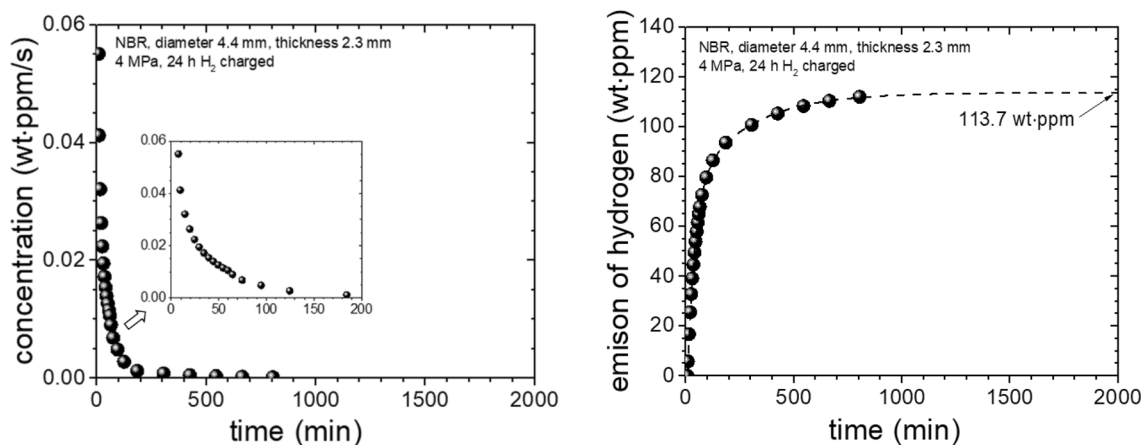 0.06
0.04
0.02
0.00
concentration (wt·ppm/s)
NBR, diameter 4.4 mm, thickness 2.3 mm
4 MPa, 24 h H₂ charged
0.06
0.04
0.02
0.00
0 50 100 150 200
0 500 1000 1500 2000
time (min)
140
120
100
80
60
40
20
0
emison of hydrogen (wt·ppm)
NBR, diameter 4.4 mm, thickness 2.3 mm
4 MPa, 24 h H₂ charged
113.7 wt·ppm
0 500 1000 1500 2000
time (min)